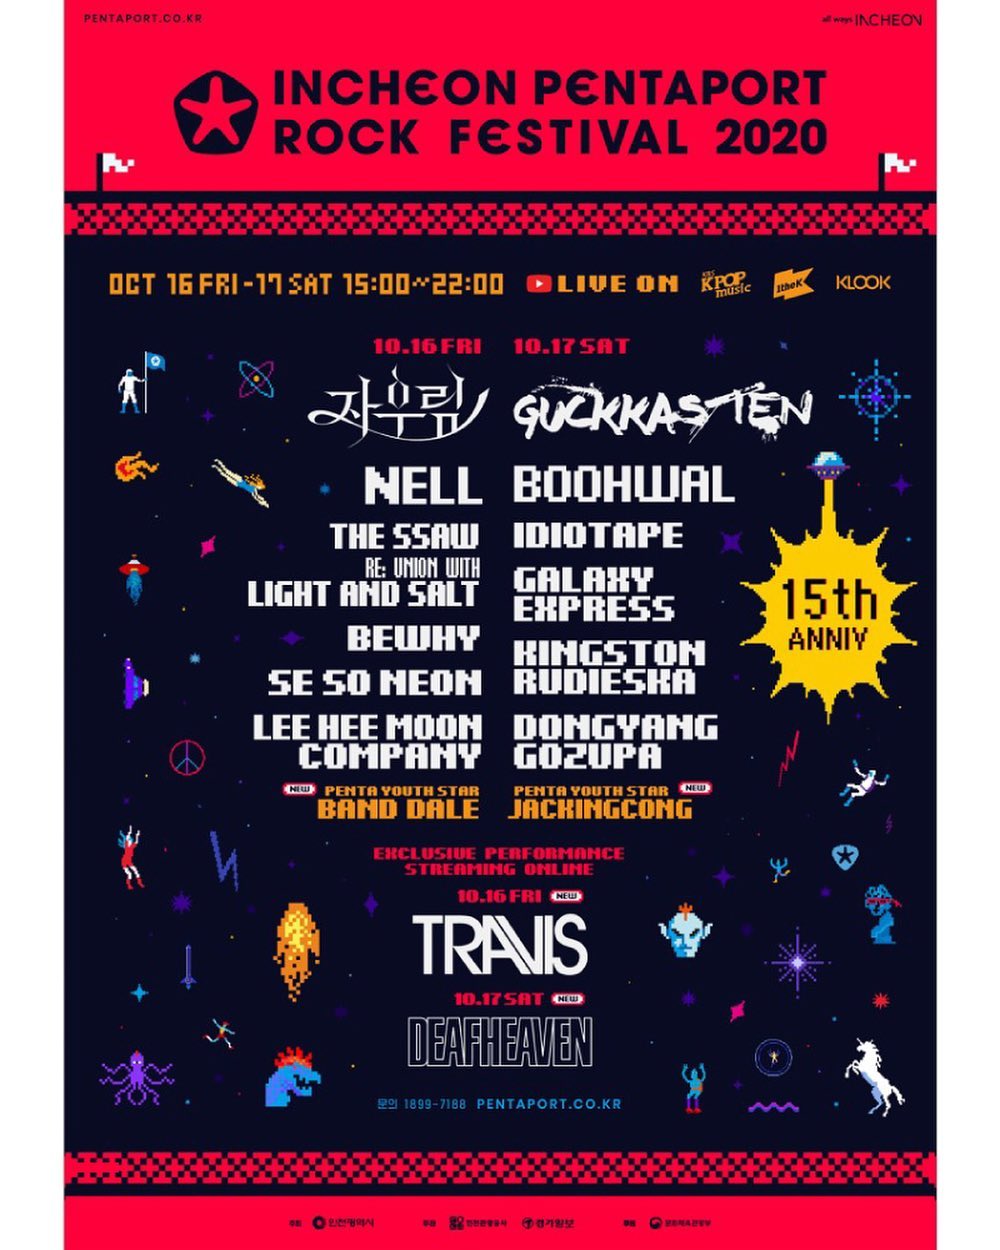 PENTAPORT.CO.KR
all ways INCHEON
INCHEON PENTAPORT
ROCK FESTIVAL 2020
OCT 16 FRI - 17 SAT 15:00~22:00
LIVE ON
KBS KPOP music
1theK
KLOOK
10.16 FRI
자우림
NELL
THE SSAW
RE: UNION WITH
LIGHT AND SALT
BEWHY
SE SO NEON
LEE HEE MOON
COMPANY
NEW PENTA YOUTH STAR
BAND DALE
10.17 SAT
GUCKKASTEN
BOOHWAL
IDIOTAPE
GALAXY
EXPRESS
KINGSTON
RUDIESKA
DONGYANG
GOZUPA
PENTA YOUTH STAR NEW
JACKINGCONG
15th
ANNIV
EXCLUSIVE PERFORMANCE
STREAMING ONLINE
10.16 FRI NEW
TRAVIS
10.17 SAT NEW
DEAFHEAVEN
문의 1899-7188 PENTAPORT.CO.KR
주최 인천광역시 주관 인천관광공사 경기일보 후원 문화체육관광부